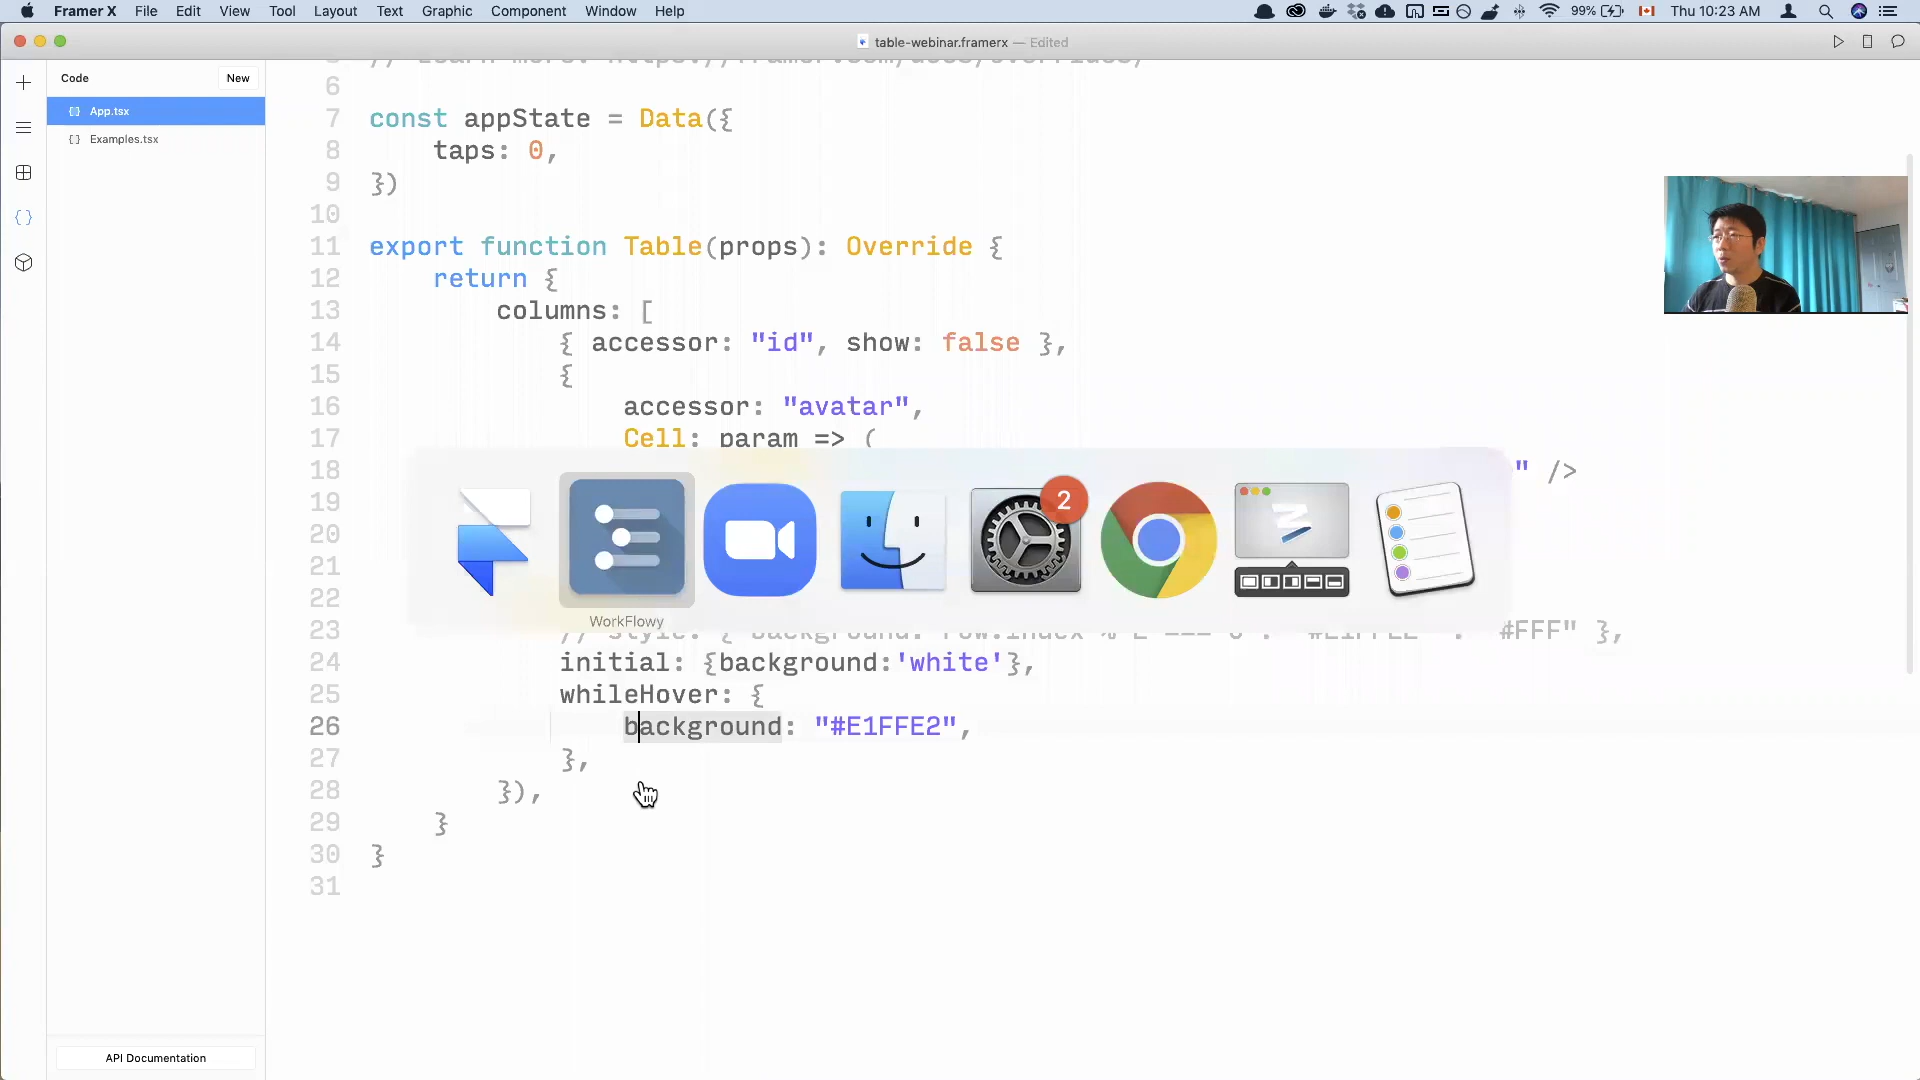 Framer X File Edit View Tool Layout Text Graphic Component Window Help 99% Thu 10:23 AM
table-webinar.framerx — Edited
Code New
App.tsx
Examples.tsx
6
7 const appState = Data({
8 taps: 0,
9 })
10
11 export function Table(props): Override {
12 return {
13 columns: [
14 { accessor: "id", show: false },
15 {
16 accessor: "avatar",
17 Cell: param => (
18 " />
19
20
21
22
2
WorkFlowy
23 #FFF" },
24 initial: {background:'white'},
25 whileHover: {
26 background: "#E1FFE2",
27 },
28 }),
29 }
30 }
31
API Documentation